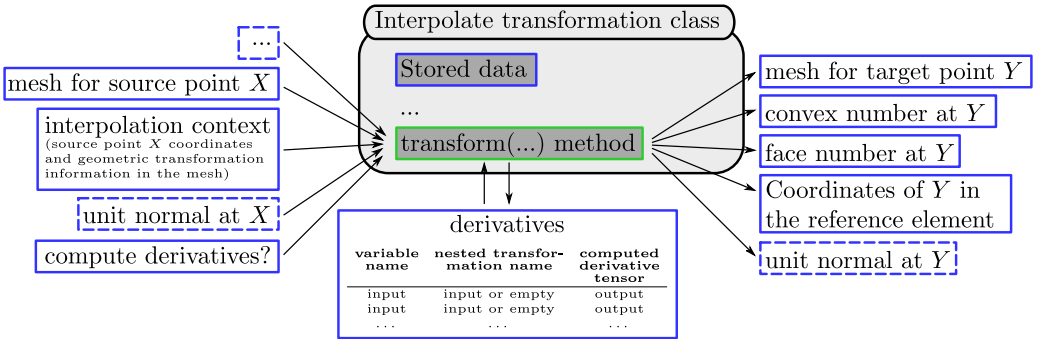 Interpolate transformation class
Stored data
...
transform(...) method
...
mesh for source point X
interpolation context
(source point X coordinates
and geometric transformation
information in the mesh)
unit normal at X
compute derivatives?
derivatives
variable name	nested transfor-mation name	computed derivative tensor
input	input or empty	output
input	input or empty	output
...	...	...
mesh for target point Y
convex number at Y
face number at Y
Coordinates of Y in
the reference element
unit normal at Y